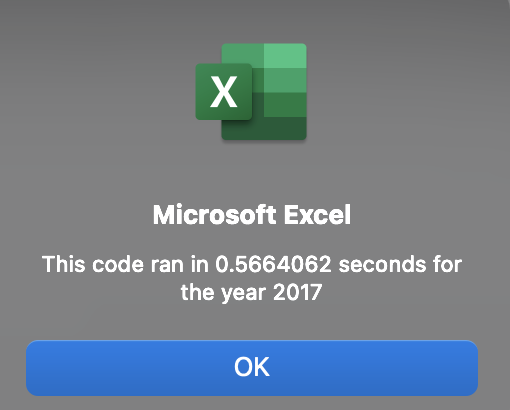 X
Microsoft Excel
This code ran in 0.5664062 seconds for
the year 2017
OK